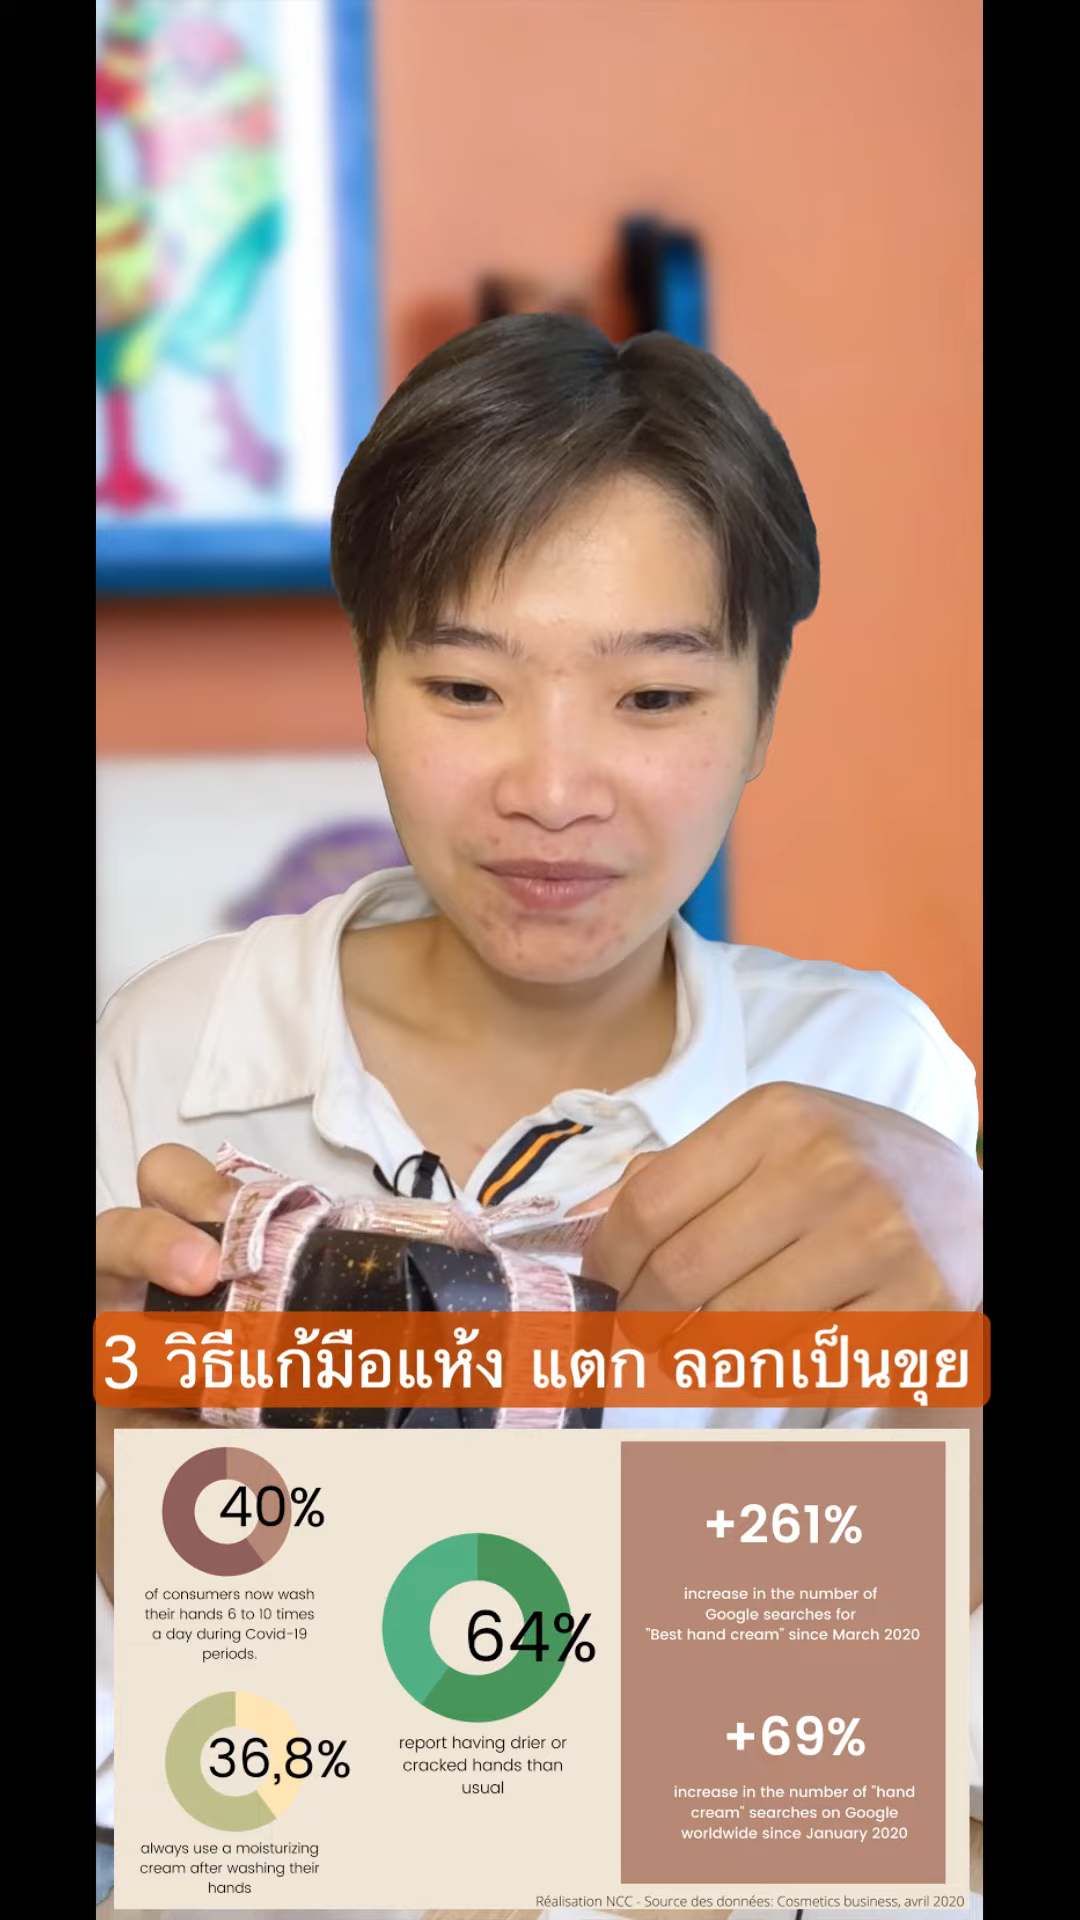 3 วิธีแก้มือแห้ง แตก ลอกเป็นขุย
40%
of consumers now wash
their hands 6 to 10 times
a day during Covid-19
periods.
36,8%
always use a moisturizing
cream after washing their
hands
64%
report having drier or
cracked hands than
usual
+261%
increase in the number of
Google searches for
"Best hand cream" since March 2020
+69%
increase in the number of "hand
cream" searches on Google
worldwide since January 2020
Réalisation NCC - Source des données: Cosmetics business, avril 2020